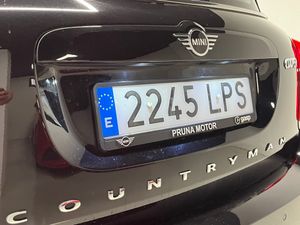 MINI
E 2245 LPS
PRUNA MOTOR
COUNTRYMAN